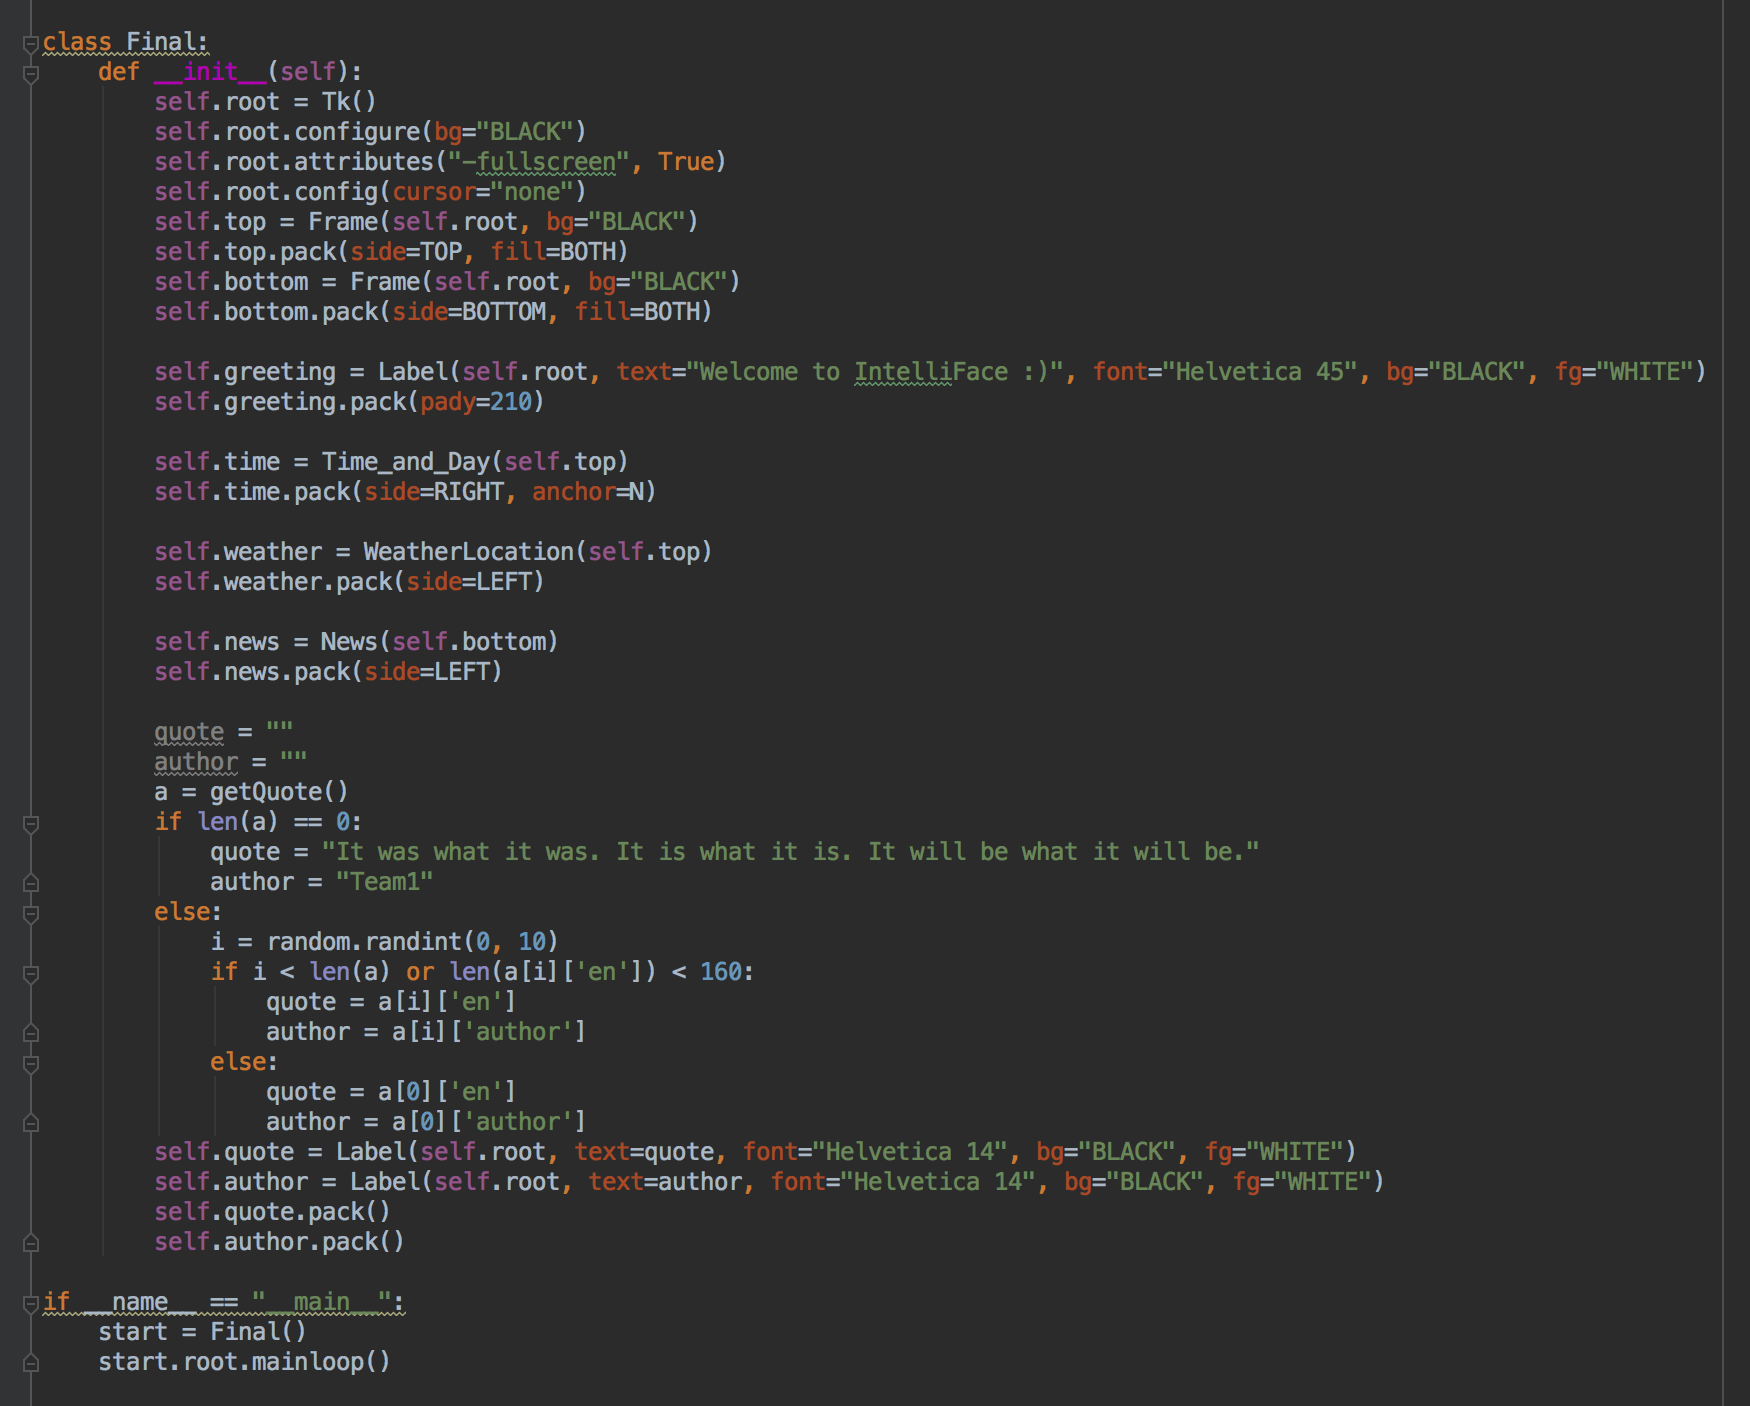 class Final:
    def __init__(self):
        self.root = Tk()
        self.root.configure(bg="BLACK")
        self.root.attributes("-fullscreen", True)
        self.root.config(cursor="none")
        self.top = Frame(self.root, bg="BLACK")
        self.top.pack(side=TOP, fill=BOTH)
        self.bottom = Frame(self.root, bg="BLACK")
        self.bottom.pack(side=BOTTOM, fill=BOTH)

        self.greeting = Label(self.root, text="Welcome to IntelliFace :)", font="Helvetica 45", bg="BLACK", fg="WHITE")
        self.greeting.pack(pady=210)

        self.time = Time_and_Day(self.top)
        self.time.pack(side=RIGHT, anchor=N)

        self.weather = WeatherLocation(self.top)
        self.weather.pack(side=LEFT)

        self.news = News(self.bottom)
        self.news.pack(side=LEFT)

        quote = ""
        author = ""
        a = getQuote()
        if len(a) == 0:
            quote = "It was what it was. It is what it is. It will be what it will be."
            author = "Team1"
        else:
            i = random.randint(0, 10)
            if i < len(a) or len(a[i]['en']) < 160:
                quote = a[i]['en']
                author = a[i]['author']
            else:
                quote = a[0]['en']
                author = a[0]['author']
        self.quote = Label(self.root, text=quote, font="Helvetica 14", bg="BLACK", fg="WHITE")
        self.author = Label(self.root, text=author, font="Helvetica 14", bg="BLACK", fg="WHITE")
        self.quote.pack()
        self.author.pack()

if __name__ == "__main__":
    start = Final()
    start.root.mainloop()